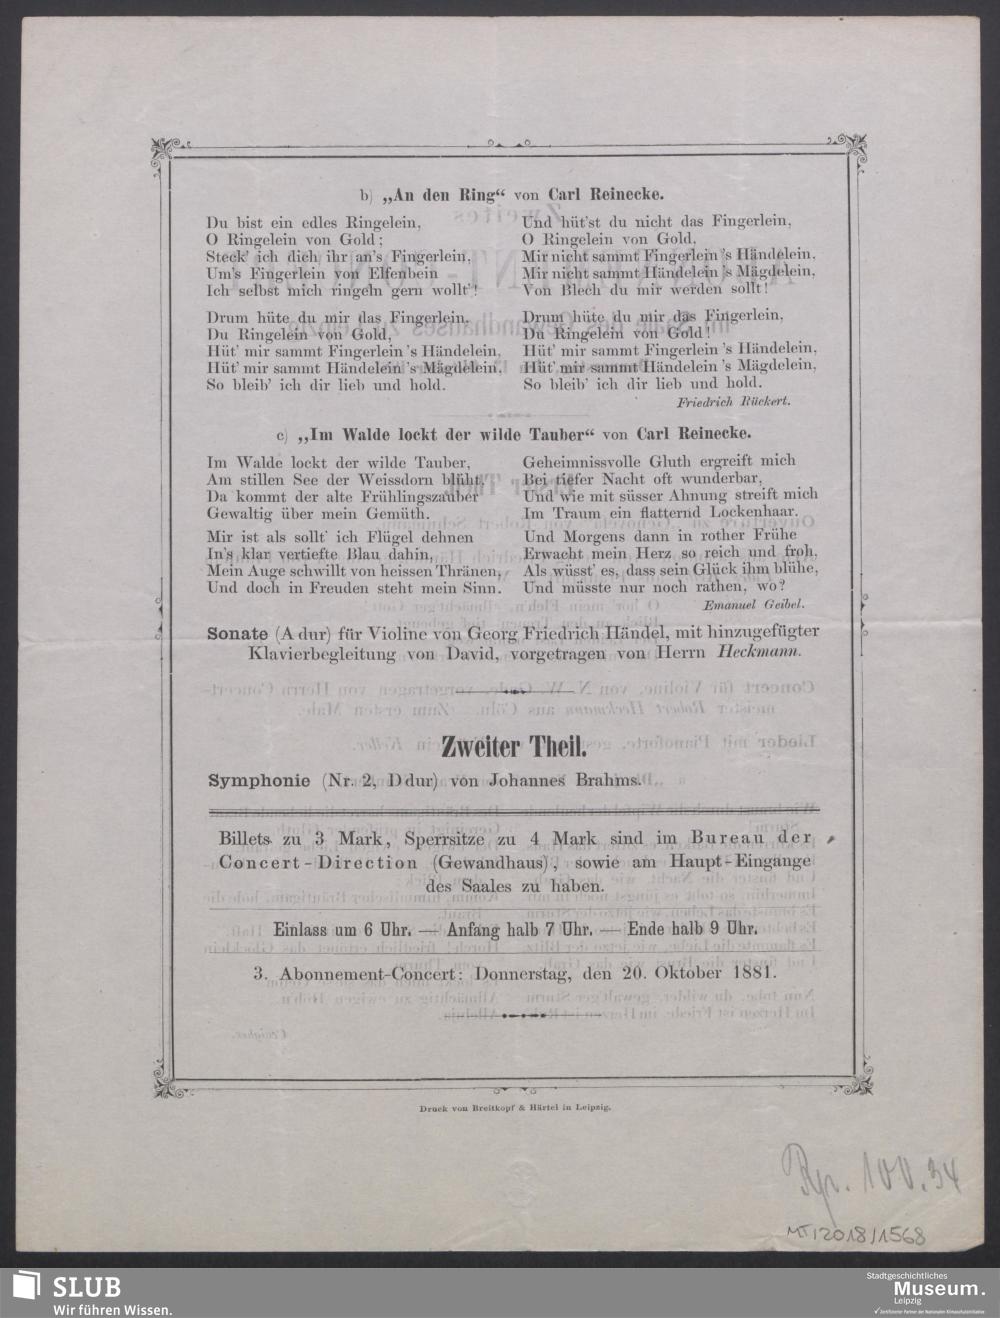 b) „An den Ring“ von Carl Reinecke.
Du bist ein edles Ringelein,
O Ringelein von Gold;
Steck' ich dich ihr an's Fingerlein,
Um's Fingerlein von Elfenbein
Ich selbst mich ringeln gern wollt'!
Drum hüte du mir das Fingerlein,
Du Ringelein von Gold,
Hüt' mir sammt Fingerlein 's Händelein,
Hüt' mir sammt Händelein 's Mägdelein,
So bleib' ich dir lieb und hold.
Und hüt'st du nicht das Fingerlein,
O Ringelein von Gold,
Mir nicht sammt Fingerlein 's Händelein,
Mir nicht sammt Händelein 's Mägdelein,
Von Blech du mir werden sollt!
Drum hüte du mir das Fingerlein,
Du Ringelein von Gold!
Hüt' mir sammt Fingerlein 's Händelein,
Hüt' mir sammt Händelein 's Mägdelein,
So bleib' ich dir lieb und hold.
Friedrich Rückert.
c) „Im Walde lockt der wilde Tauber“ von Carl Reinecke.
Im Walde lockt der wilde Tauber,
Am stillen See der Weissdorn blüht,
Da kommt der alte Frühlingszauber
Gewaltig über mein Gemüth.
Mir ist als sollt' ich Flügel dehnen
In's klar vertiefte Blau dahin,
Mein Auge schwillt von heissen Thränen,
Und doch in Freuden steht mein Sinn.
Geheimnissvolle Gluth ergreift mich
Bei tiefer Nacht oft wunderbar,
Und wie mit süsser Ahnung streift mich
Im Traum ein flatternd Lockenhaar.
Und Morgens dann in rother Frühe
Erwacht mein Herz so reich und froh,
Als wüsst' es, dass sein Glück ihm blühe,
Und müsste nur noch rathen, wo?
Emanuel Geibel.
Sonate (A dur) für Violine von Georg Friedrich Händel, mit hinzugefügter
Klavierbegleitung von David, vorgetragen von Herrn Heckmann.
Zweiter Theil.
Symphonie (Nr. 2, D dur) von Johannes Brahms.
Billets zu 3 Mark, Sperrsitze zu 4 Mark sind im Bureau der
Concert-Direction (Gewandhaus), sowie am Haupt-Eingange
des Saales zu haben.
Einlass um 6 Uhr. — Anfang halb 7 Uhr. — Ende halb 9 Uhr.
3. Abonnement-Concert: Donnerstag, den 20. Oktober 1881.
Druck von Breitkopf & Härtel in Leipzig.
Rp. 100.34
MT/2018/1568
SLUB
Wir führen Wissen.
Stadtgeschichtliches
Museum.
Leipzig